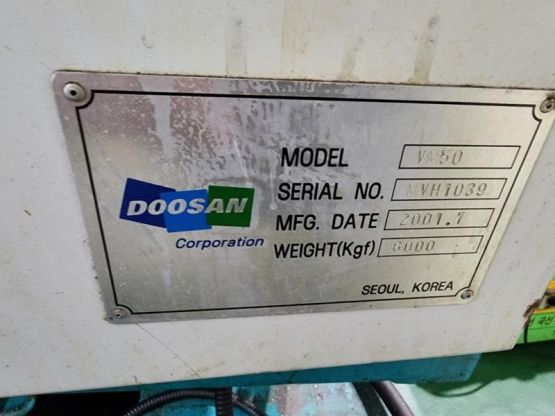 DOOSAN
Corporation
MODEL VM50
SERIAL NO. MVH1039
MFG. DATE 2001.7
WEIGHT(Kgf) 6000
SEOUL, KOREA